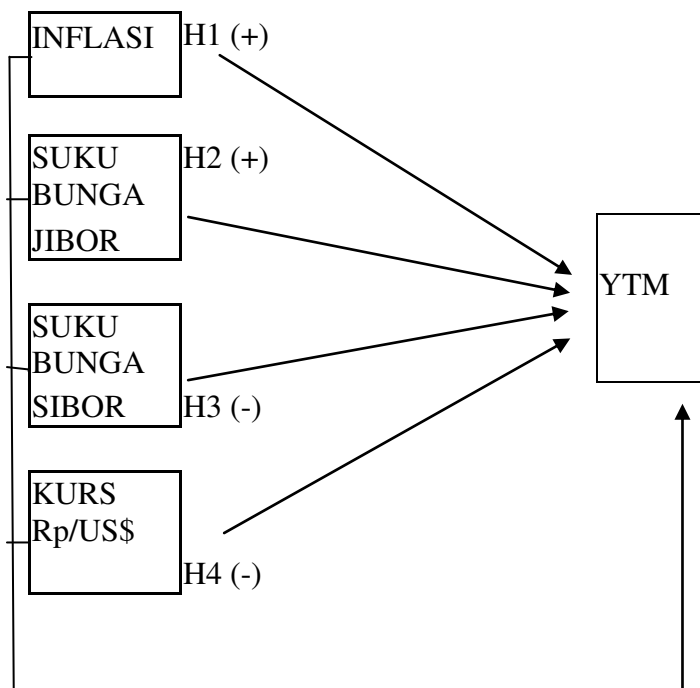 INFLASI
H1 (+)
SUKU
BUNGA
JIBOR
H2 (+)
SUKU
BUNGA
SIBOR
H3 (-)
KURS
Rp/US$
H4 (-)
YTM